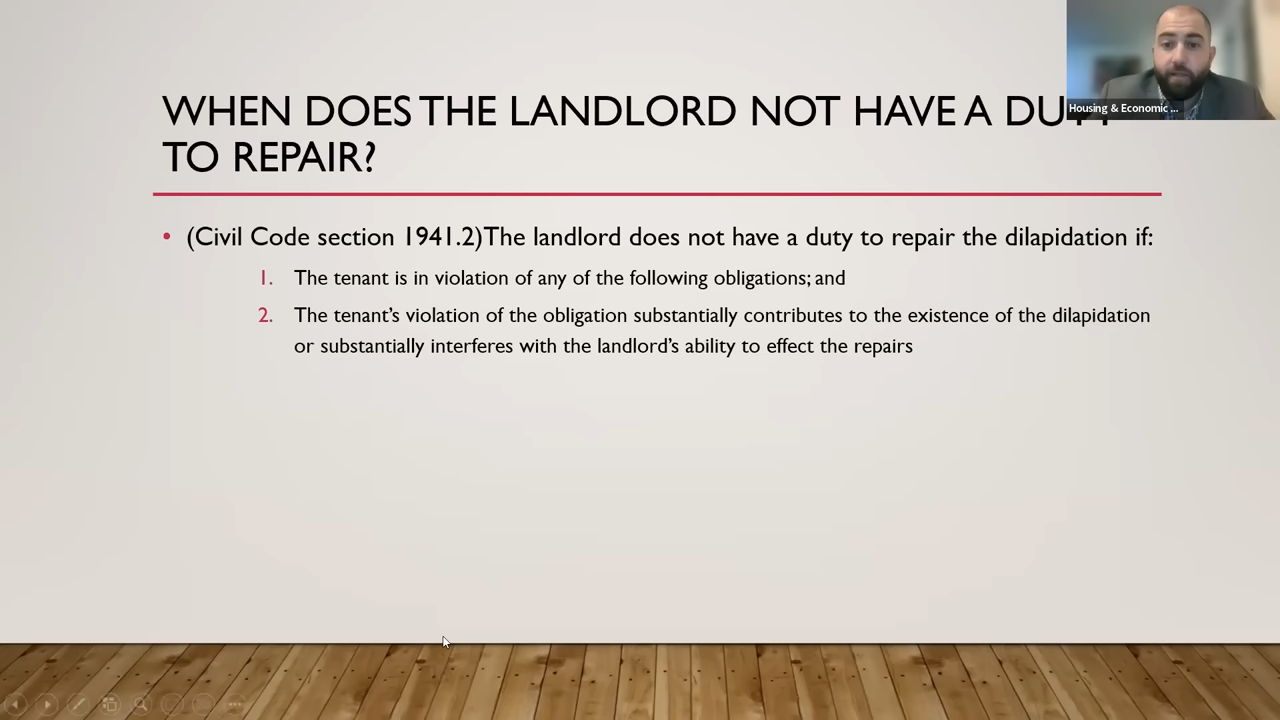 WHEN DOES THE LANDLORD NOT HAVE A DUTY
TO REPAIR?
Housing & Economic ...
• (Civil Code section 1941.2)The landlord does not have a duty to repair the dilapidation if:
1. The tenant is in violation of any of the following obligations; and
2. The tenant's violation of the obligation substantially contributes to the existence of the dilapidation
or substantially interferes with the landlord's ability to effect the repairs